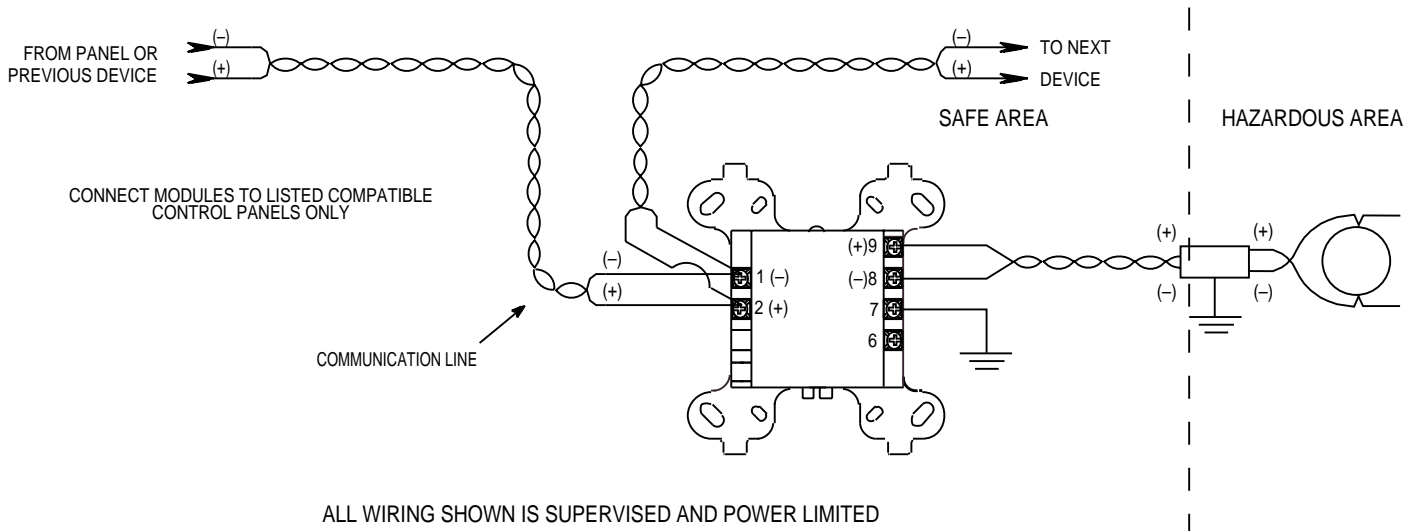 (–)
FROM PANEL OR
PREVIOUS DEVICE
(+)
(–)
TO NEXT
(+)
DEVICE
SAFE AREA
HAZARDOUS AREA
CONNECT MODULES TO LISTED COMPATIBLE
CONTROL PANELS ONLY
(–)
(+)
1 (–)
2 (+)
(+)9
(–)8
7
6
(+)
(–)
(+)
(–)
COMMUNICATION LINE
ALL WIRING SHOWN IS SUPERVISED AND POWER LIMITED